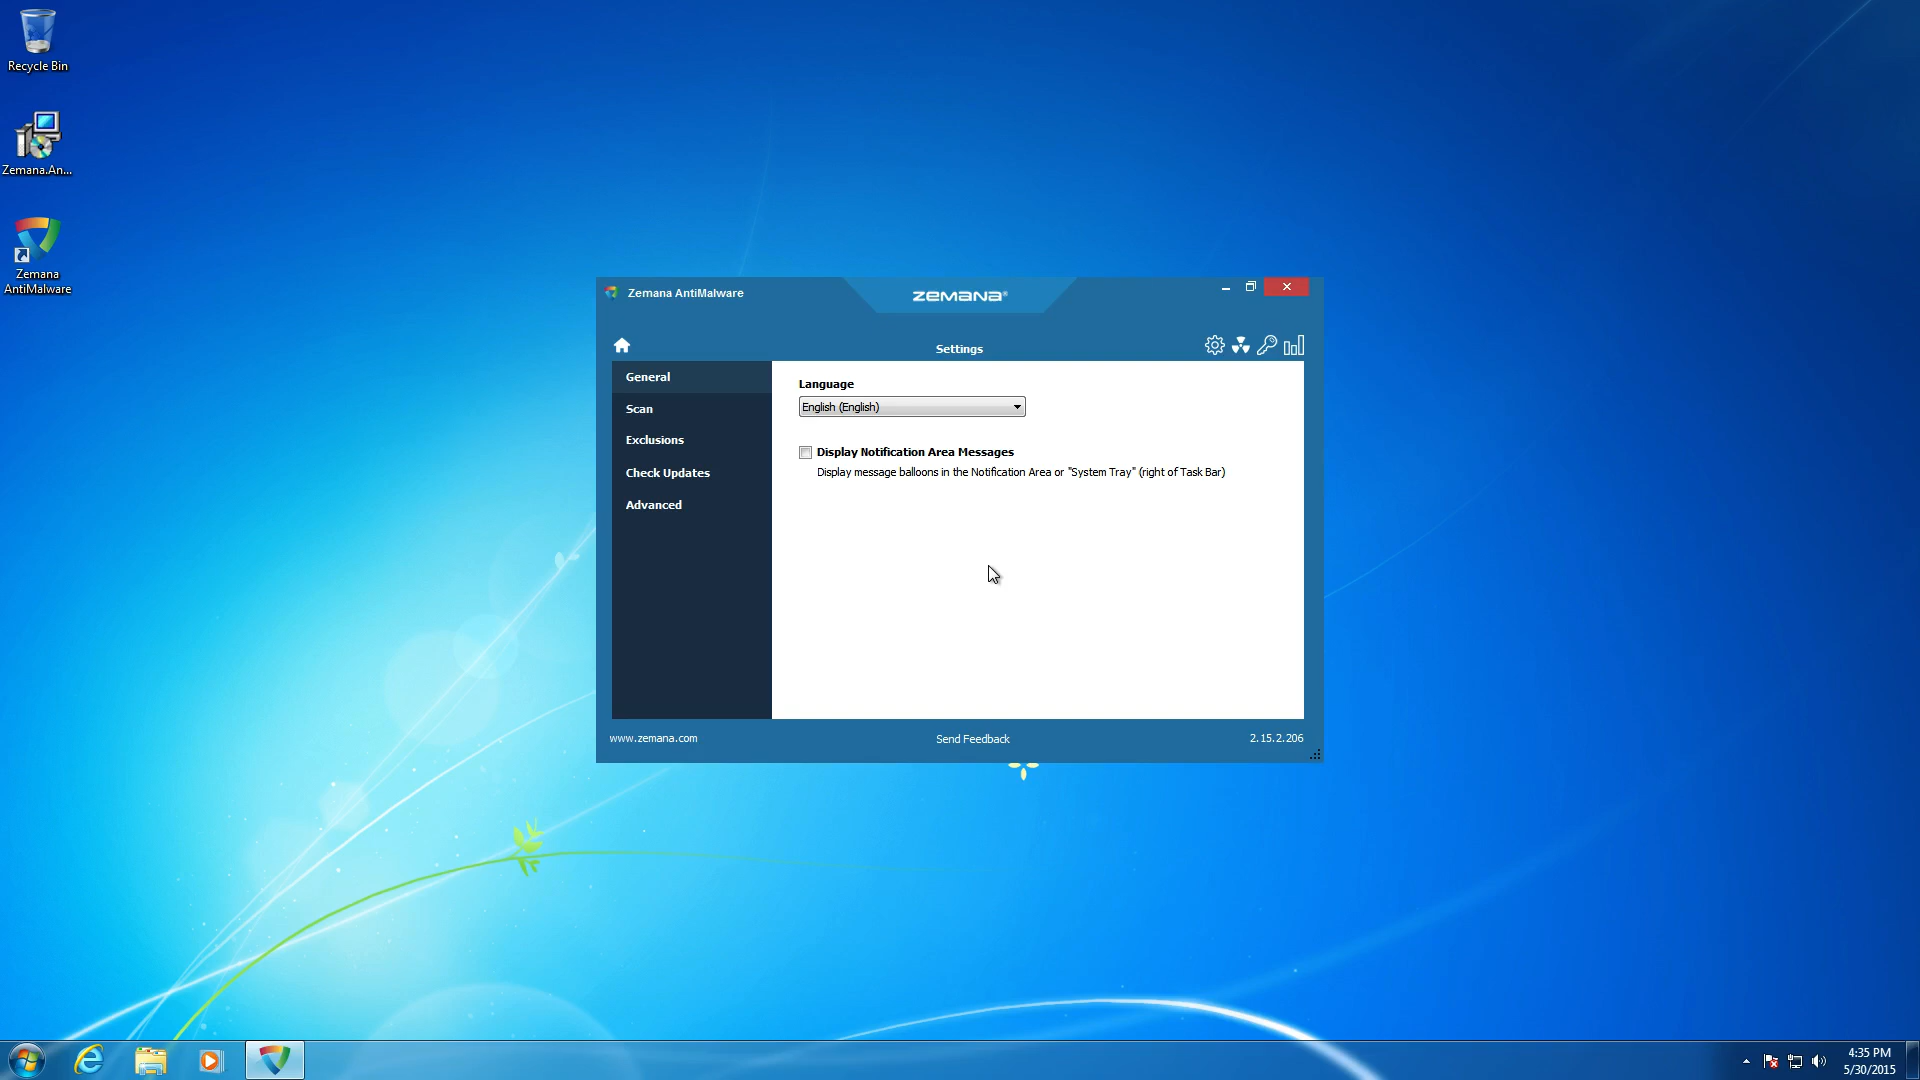 Recycle Bin
Zemana.An...
Zemana
AntiMalware
Zemana AntiMalware
ZEMANA®
Settings
General
Scan
Exclusions
Check Updates
Advanced
Language
English (English)
Display Notification Area Messages
Display message balloons in the Notification Area or "System Tray" (right of Task Bar)
www.zemana.com
Send Feedback
2.15.2.206
4:35 PM
5/30/2015